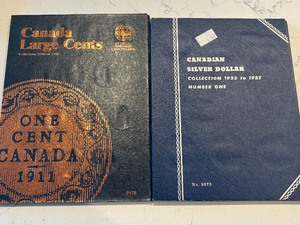 Canada
Large Cents
ONE
CENT
CANADA
1911
CANADIAN
SILVER DOLLAR
COLLECTION 1935 to 1957
NUMBER ONE